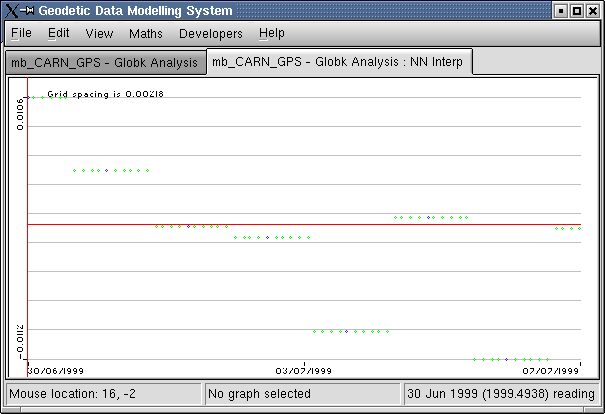 Geodetic Data Modelling System
File Edit View Maths Developers Help
mb_CARN_GPS - Globk Analysis
mb_CARN_GPS - Globk Analysis : NN Interp
Grid spacing is 0.00218
0.0106
-0.0112
30/06/1999 03/07/1999 07/07/1999
Mouse location: 16, -2
No graph selected
30 Jun 1999 (1999.4938) reading